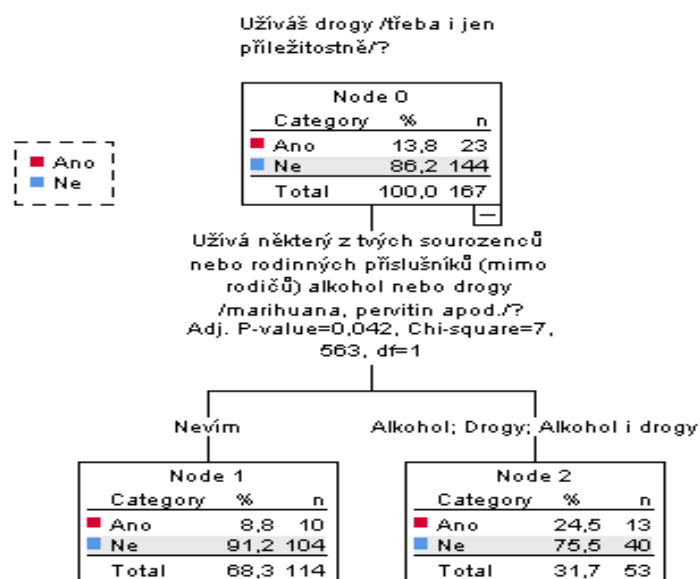 Užíváš drogy /třeba i jen
příležitostně/?
Node 0
Category % n
Ano 13,8 23
Ne 86,2 144
Total 100,0 167
Ano
Ne
Užívá některý z tvých sourozenců
nebo rodinných příslušníků (mimo
rodičů) alkohol nebo drogy
/marihuana, pervitin apod./?
Adj. P-value=0,042, Chi-square=7,
563, df=1
Nevím
Alkohol; Drogy; Alkohol i drogy
Node 1
Category % n
Ano 8,8 10
Ne 91,2 104
Total 68,3 114
Node 2
Category % n
Ano 24,5 13
Ne 75,5 40
Total 31,7 53